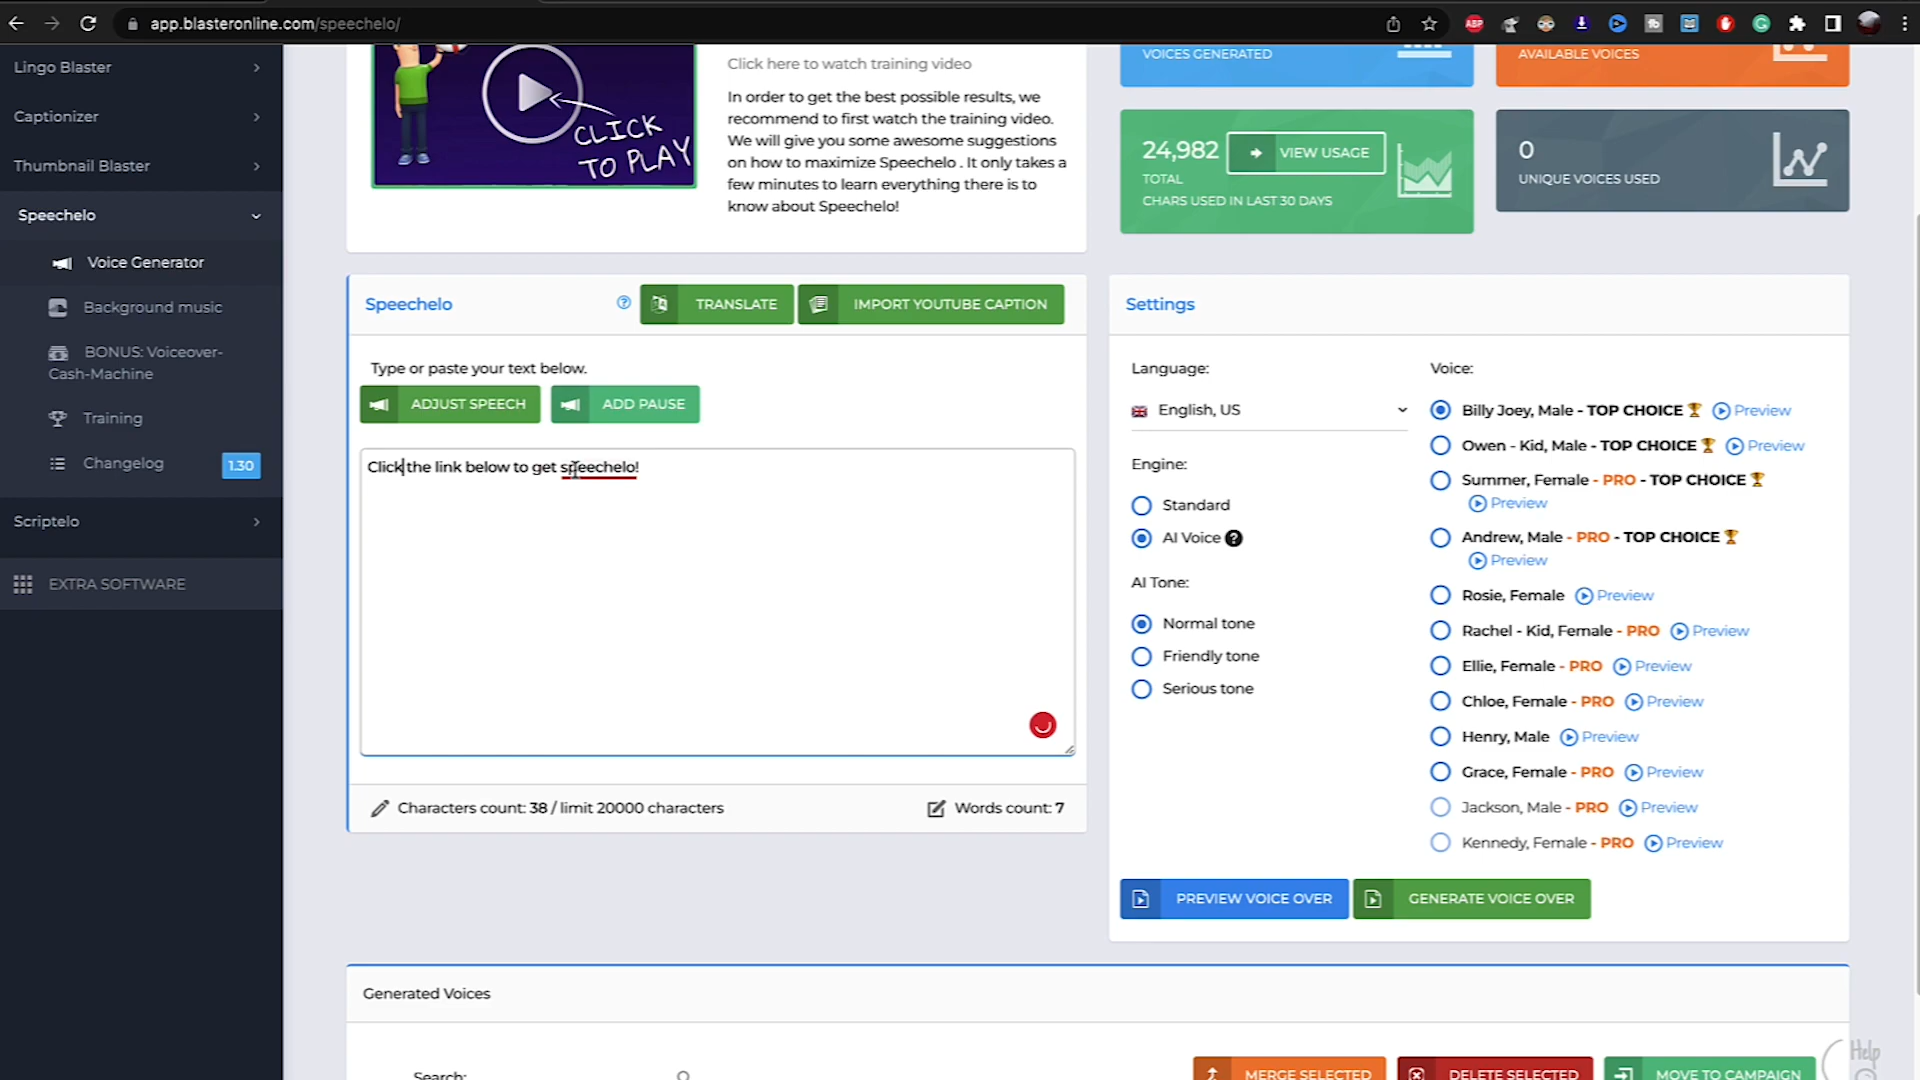 app.blasteronline.com/speechelo/
Lingo Blaster
Captionizer
Thumbnail Blaster
Speechelo
Voice Generator
Background music
BONUS: Voiceover-
Cash-Machine
Training
Changelog
1.30
Scriptelo
EXTRA SOFTWARE
CLICK
TO PLAY
Click here to watch training video
In order to get the best possible results, we
recommend to first watch the training video.
We will give you some awesome suggestions
on how to maximize Speechelo . It only takes a
few minutes to learn everything there is to
know about Speechelo!
VOICES GENERATED
AVAILABLE VOICES
24,982
VIEW USAGE
TOTAL
CHARS USED IN LAST 30 DAYS
0
UNIQUE VOICES USED
Speechelo
TRANSLATE
IMPORT YOUTUBE CAPTION
Type or paste your text below.
ADJUST SPEECH
ADD PAUSE
Click the link below to get speechelo!
Characters count: 38 / limit 20000 characters
Words count: 7
Settings
Language:
English, US
Engine:
Standard
AI Voice
AI Tone:
Normal tone
Friendly tone
Serious tone
Voice:
Billy Joey, Male - TOP CHOICE Preview
Owen - Kid, Male - TOP CHOICE Preview
Summer, Female - PRO - TOP CHOICE
Preview
Andrew, Male - PRO - TOP CHOICE
Preview
Rosie, Female Preview
Rachel - Kid, Female - PRO Preview
Ellie, Female - PRO Preview
Chloe, Female - PRO Preview
Henry, Male Preview
Grace, Female - PRO Preview
Jackson, Male - PRO Preview
Kennedy, Female - PRO Preview
PREVIEW VOICE OVER
GENERATE VOICE OVER
Generated Voices
Search:
MERGE SELECTED
DELETE SELECTED
MOVE TO CAMPAIGN
Help
ABP